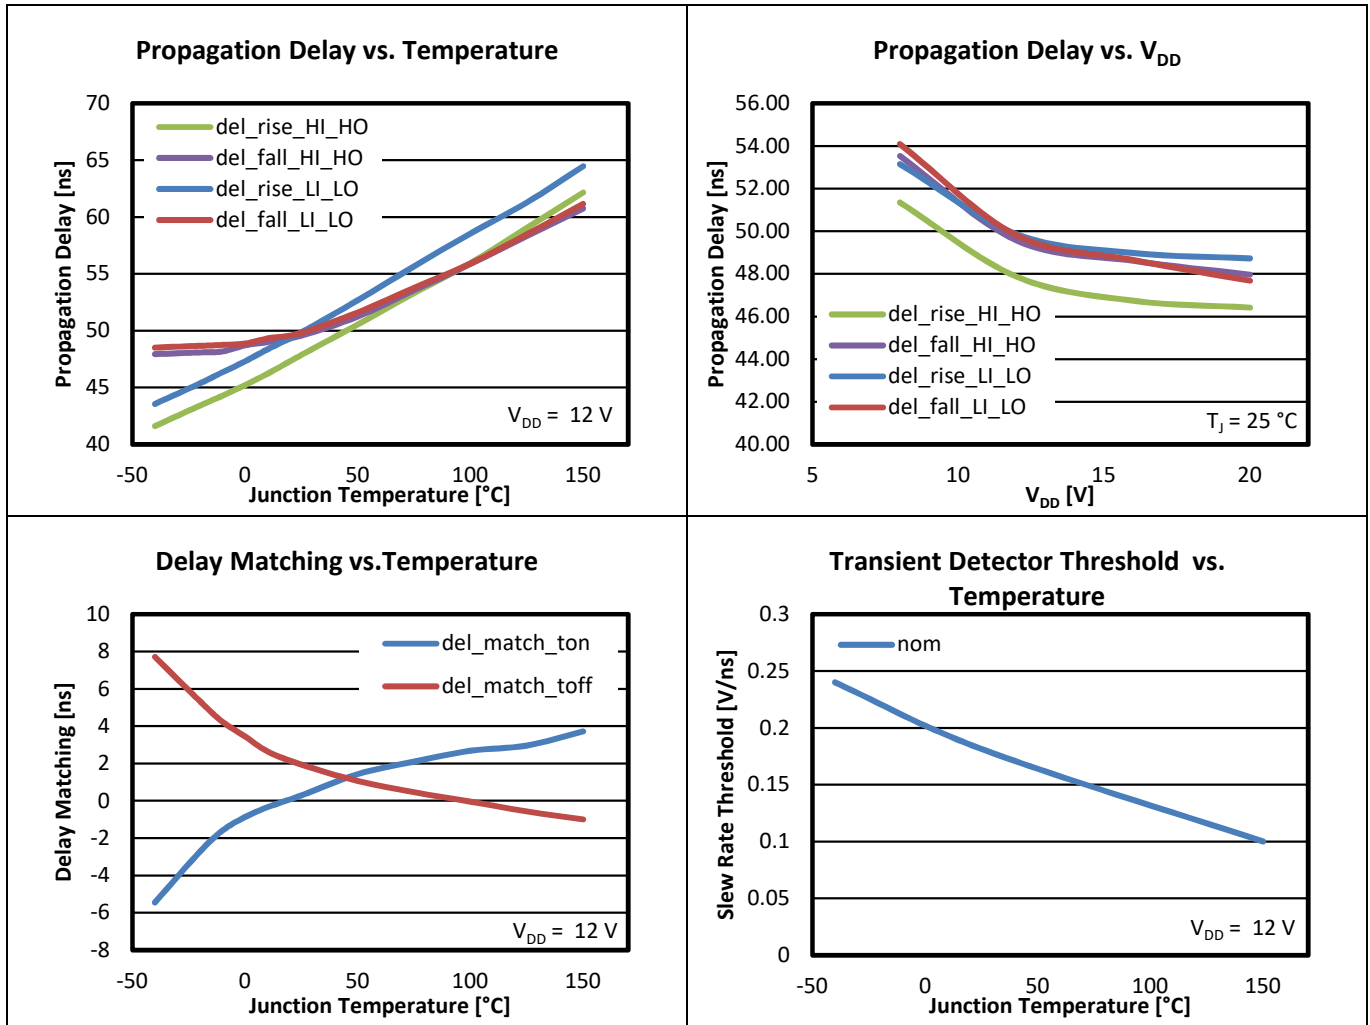 Propagation Delay vs. Temperature
Propagation Delay [ns]
70
65
60
55
50
45
40
del_rise_HI_HO
del_fall_HI_HO
del_rise_LI_LO
del_fall_LI_LO
V_DD = 12 V
-50 0 50 100 150
Junction Temperature [°C]
Propagation Delay vs. V_DD
Propagation Delay [ns]
56.00
54.00
52.00
50.00
48.00
46.00
44.00
42.00
40.00
del_rise_HI_HO
del_fall_HI_HO
del_rise_LI_LO
del_fall_LI_LO
T_J = 25 °C
5 10 15 20
V_DD [V]
Delay Matching vs.Temperature
Delay Matching [ns]
10
8
6
4
2
0
-2
-4
-6
-8
del_match_ton
del_match_toff
V_DD = 12 V
-50 0 50 100 150
Junction Temperature [°C]
Transient Detector Threshold vs.
Temperature
Slew Rate Threshold [V/ns]
0.3
0.25
0.2
0.15
0.1
0.05
0
nom
V_DD = 12 V
-50 0 50 100 150
Junction Temperature [°C]